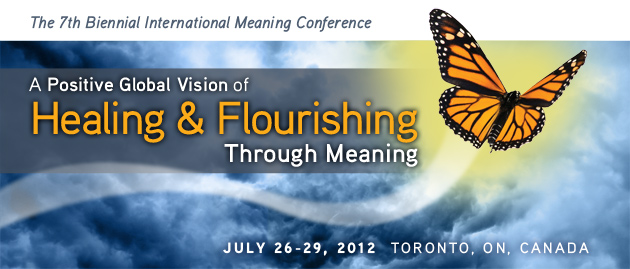 The 7th Biennial International Meaning Conference
A Positive Global Vision of
Healing & Flourishing
Through Meaning
JULY 26-29, 2012 TORONTO, ON, CANADA